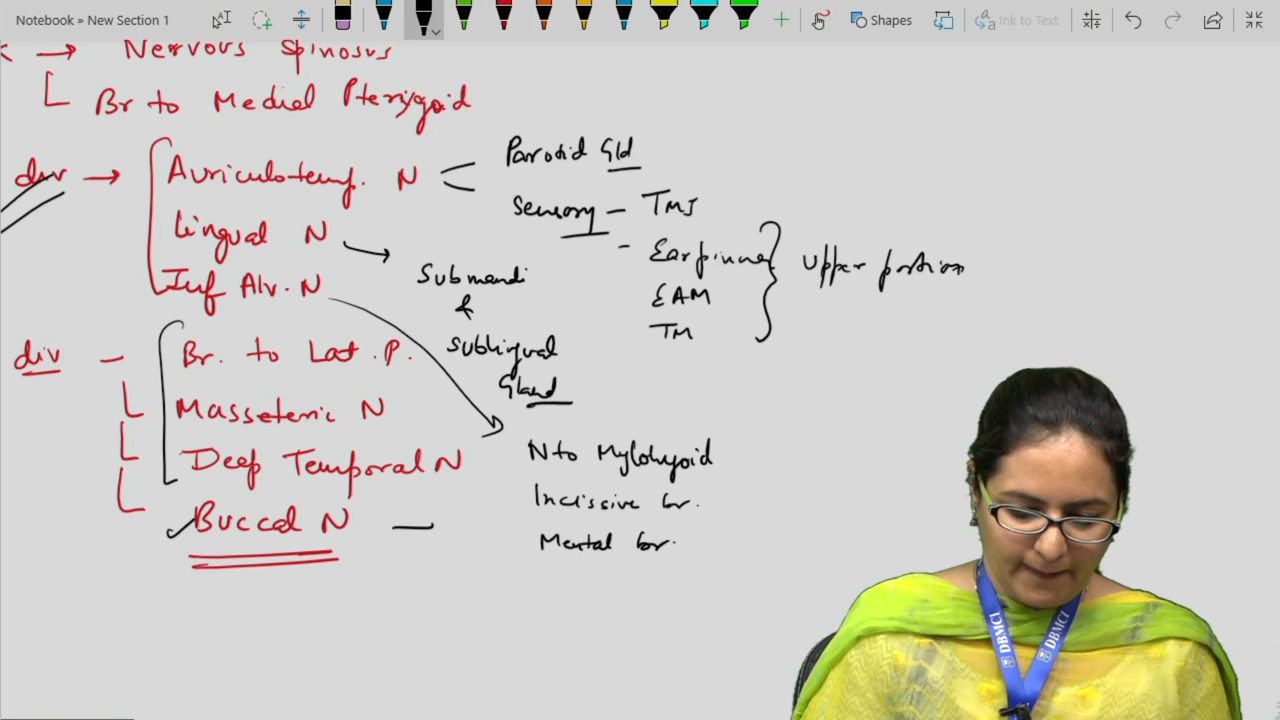 Notebook » New Section 1
Shapes
Ink to Text
→ Nervous Spinosus
Br to Medial Pterygoid
div → Auriculotemp. N
Parotid Gld
Sensory – TMJ
Lingual N
Ear pinna
Upper portion
EAM
TM
Submandi
&
Sublingual
Gland
Inf Alv. N
N to Mylohyoid
Incissive br.
Mental br.
div – Br. to Lat. P.
Masseteric N
Deep Temporal N
Buccal N –
DBMCI
DBMCI